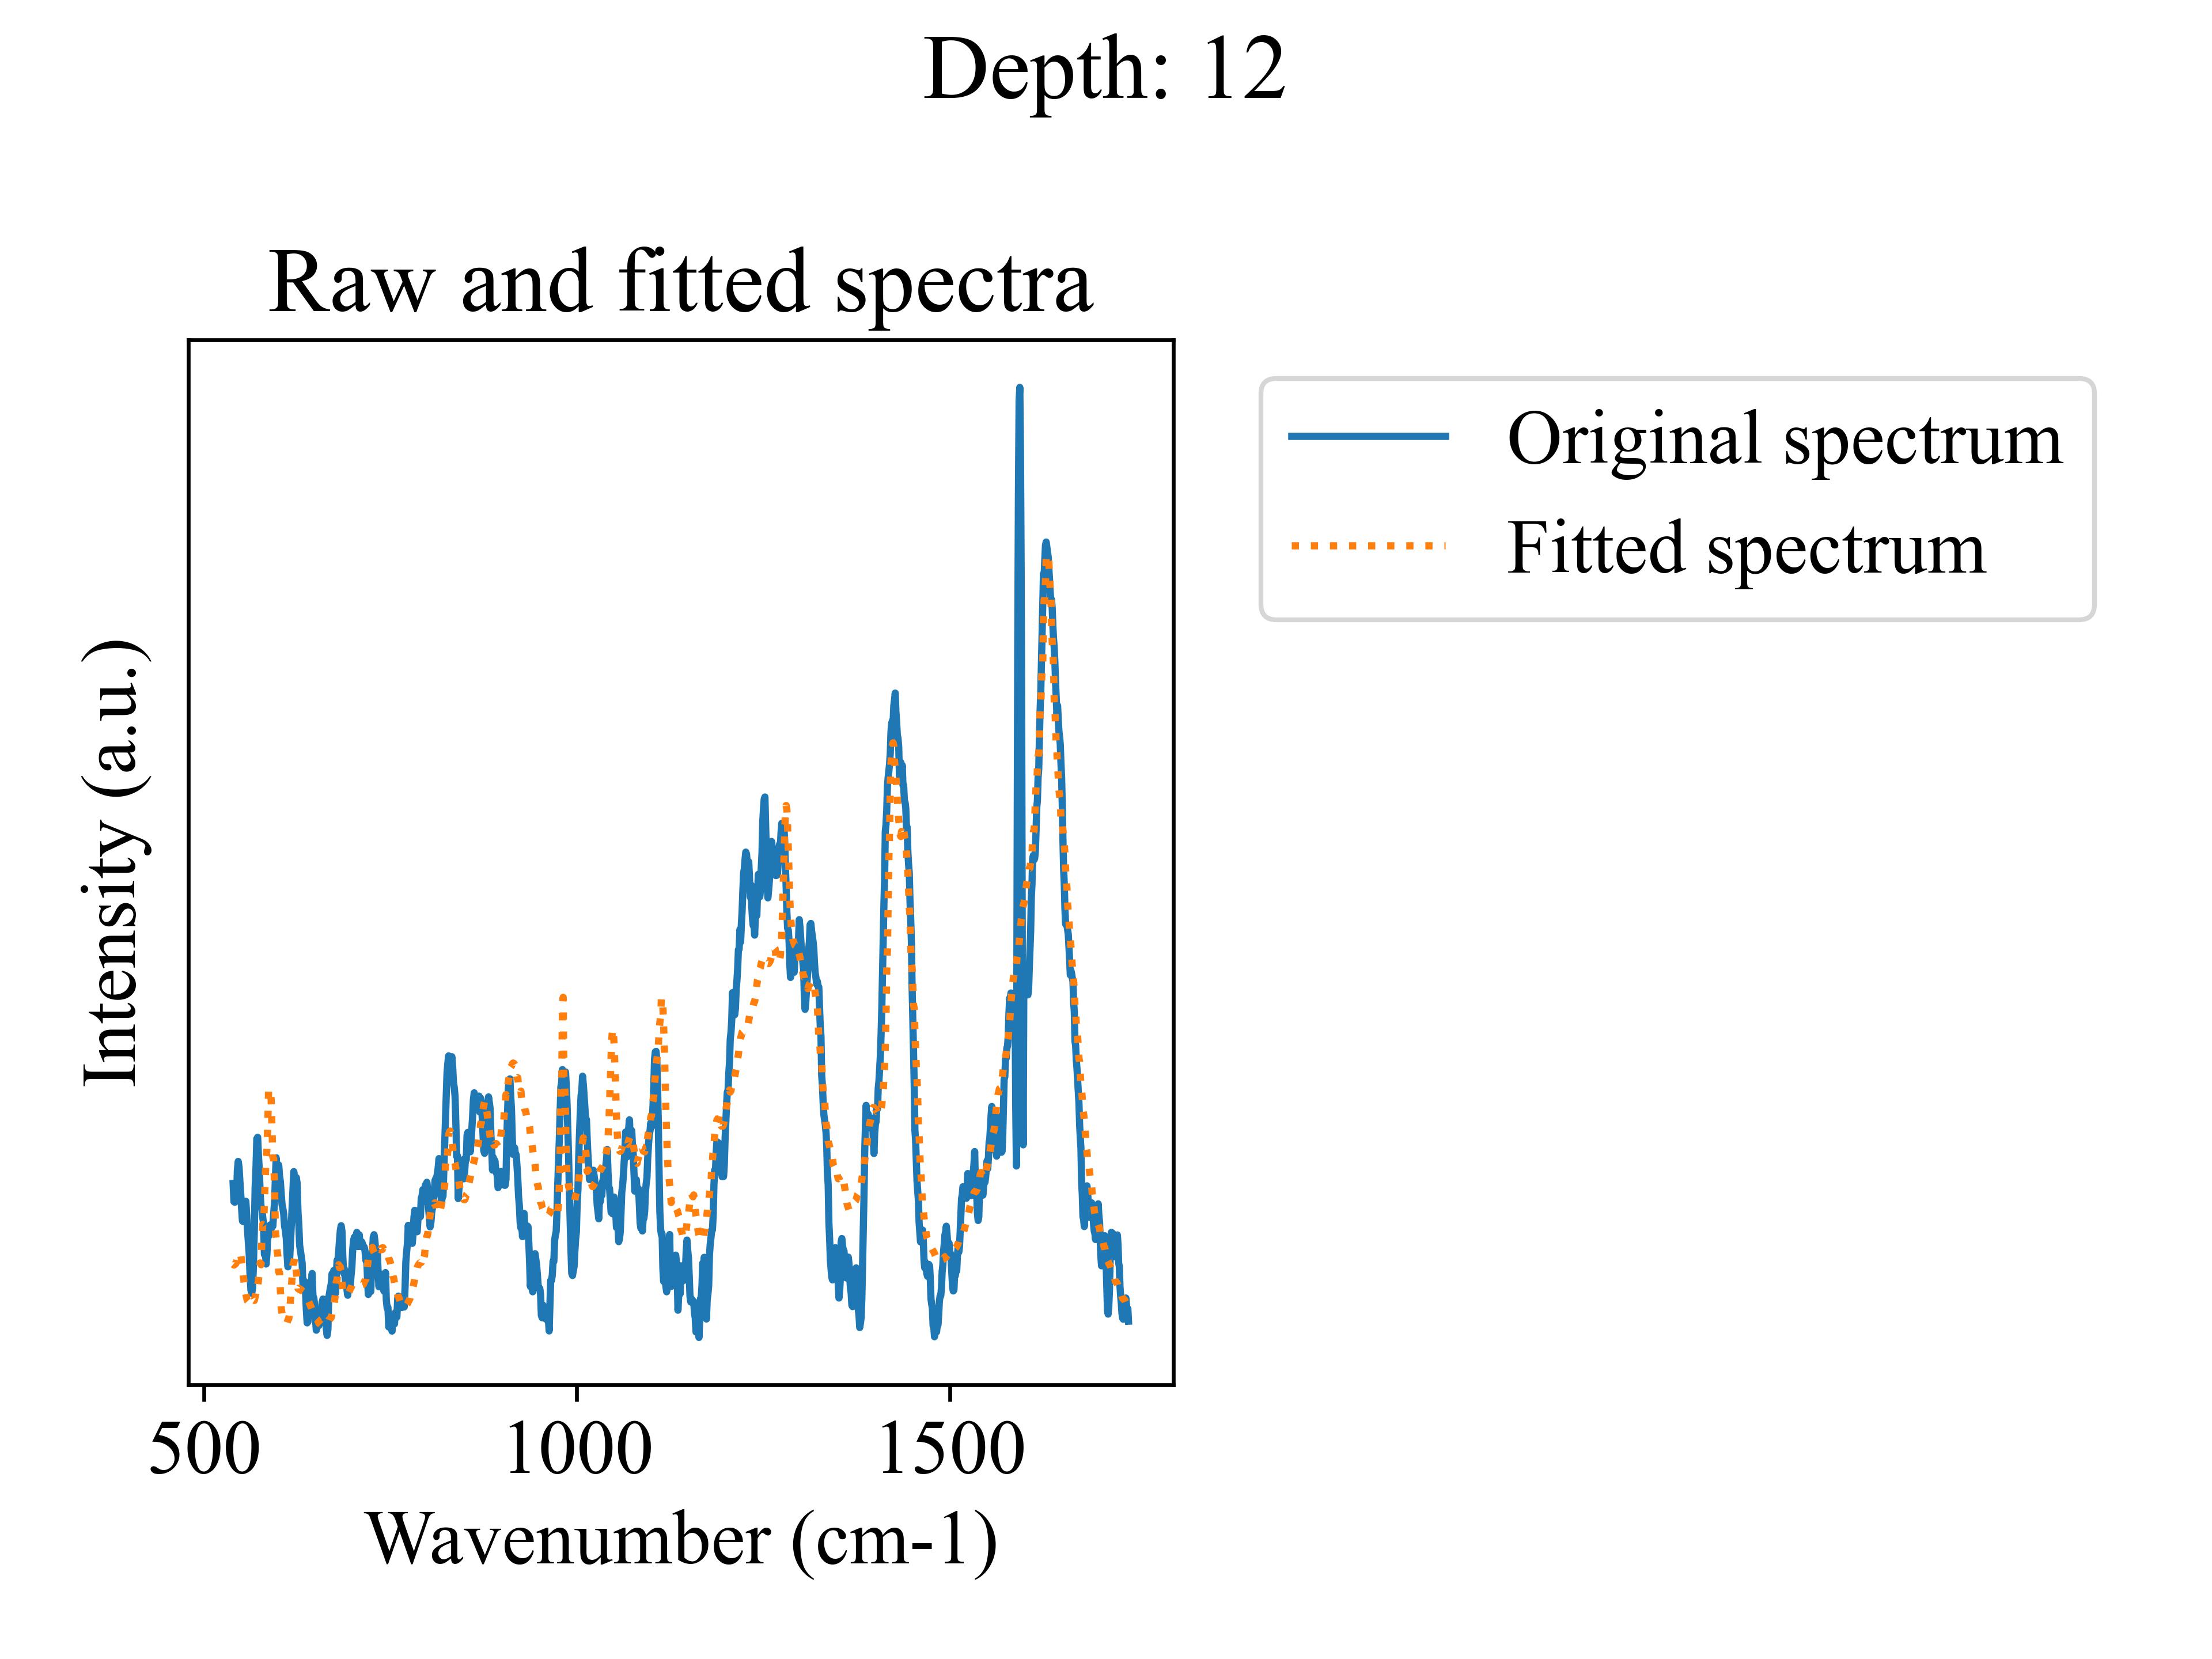 Depth: 12
Raw and fitted spectra
Original spectrum
Fitted spectrum
Intensity (a.u.)
500 1000 1500
Wavenumber (cm-1)